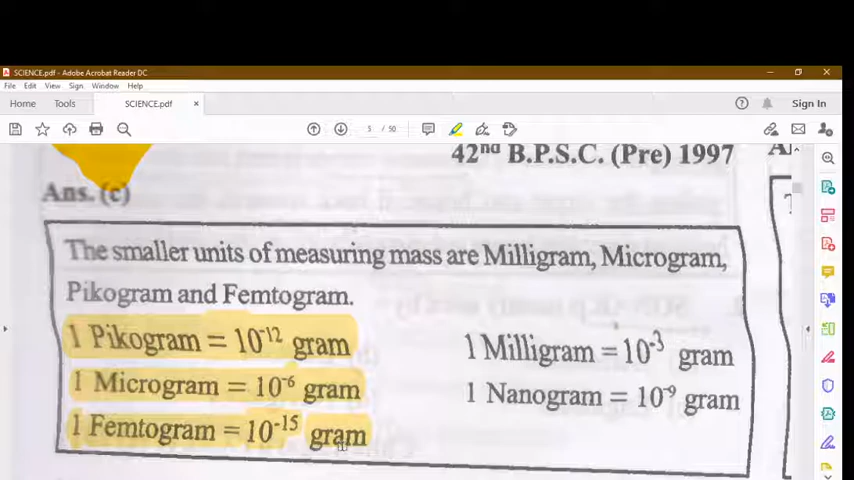 SCIENCE.pdf - Adobe Acrobat Reader DC
File Edit View Sign Window Help
Home Tools SCIENCE.pdf × Sign In
3 / 50
42nd B.P.S.C. (Pre) 1997
Ans. (c)
The smaller units of measuring mass are Milligram, Microgram,
Pikogram and Femtogram.
1 Pikogram = 10⁻¹² gram 1 Milligram = 10⁻³ gram
1 Microgram = 10⁻⁶ gram 1 Nanogram = 10⁻⁹ gram
1 Femtogram = 10⁻¹⁵ gram